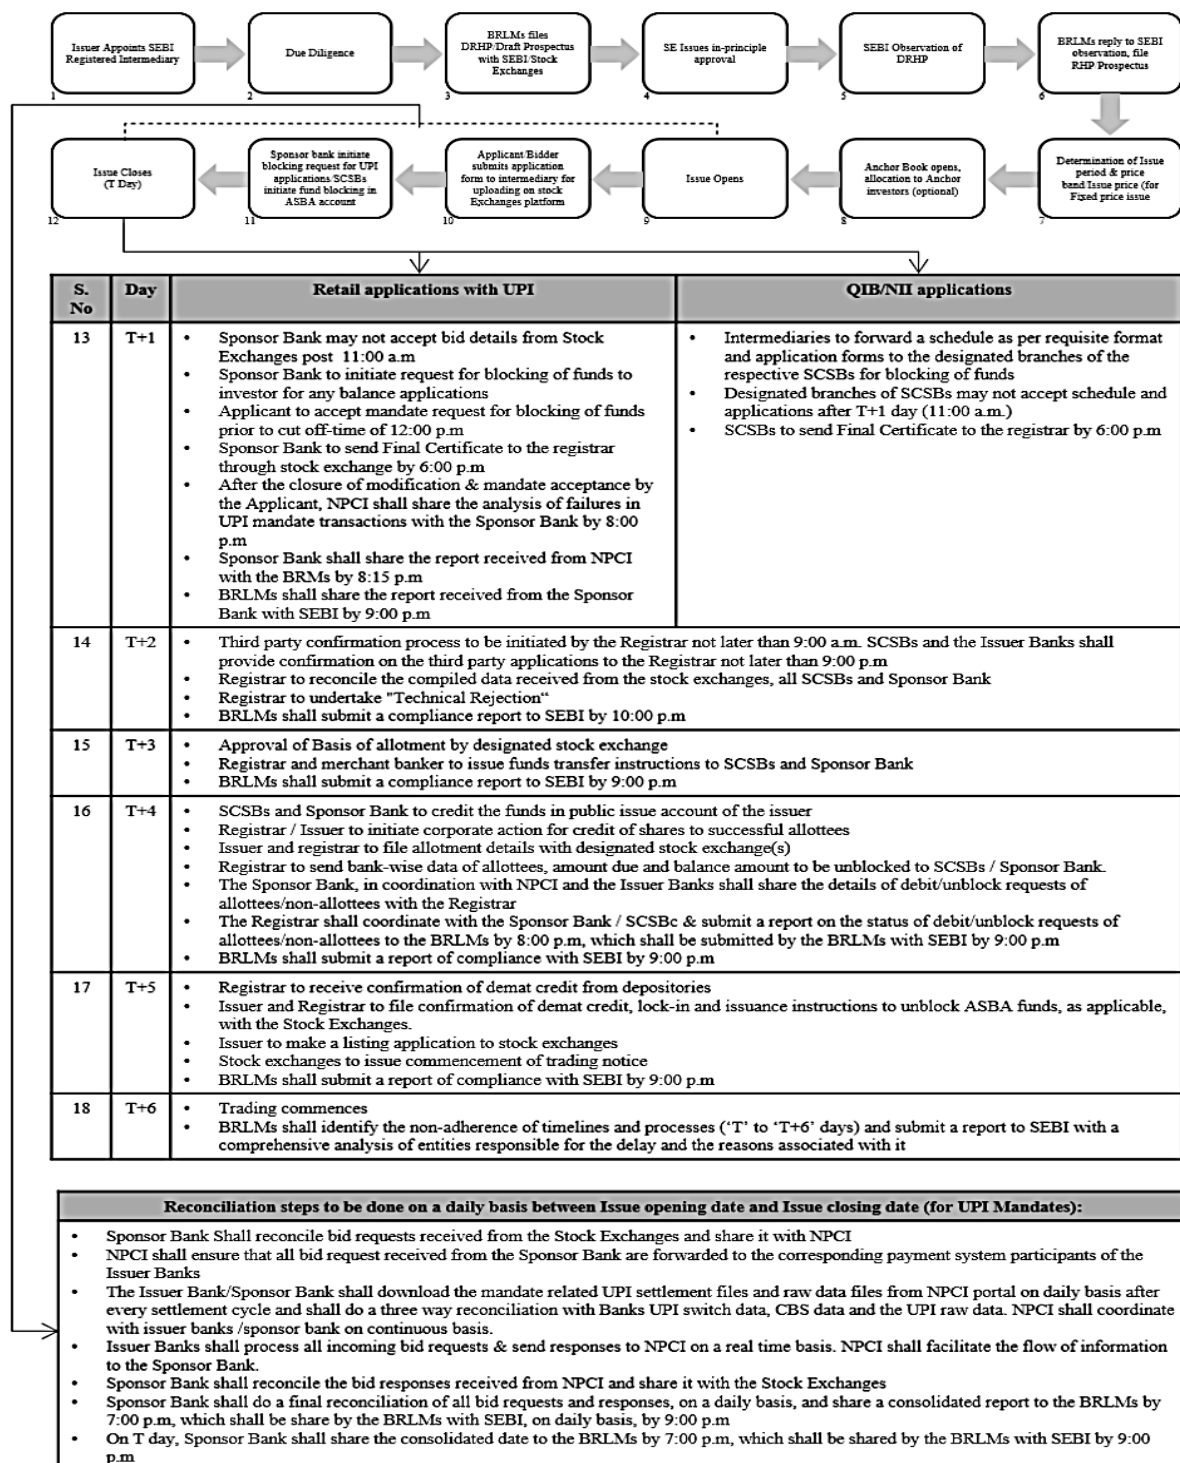 Issuer Appoints SEBI
Registered Intermediary
1
Due Diligence
2
BRLMs files
DRHP/Draft Prospectus
with SEBI/Stock
Exchanges
3
SE Issues in-principle
approval
4
SEBI Observation of
DRHP
5
BRLMs reply to SEBI
observation, file
RHP Prospectus
6
Determination of Issue
period & price
band/Issue price (for
Fixed price issue
7
Anchor Book opens,
allocation to Anchor
investors (optional)
8
Issue Opens
9
Applicant/Bidder
submits application
form to intermediary for
uploading on stock
Exchanges platform
10
Sponsor bank initiate
blocking request for UPI
applications/SCSBs
initiate fund blocking in
ASBA account
11
Issue Closes
(T Day)
12
S.
No
Day
Retail applications with UPI
QIB/NII applications
13
T+1
• Sponsor Bank may not accept bid details from Stock
Exchanges post 11:00 a.m
• Sponsor Bank to initiate request for blocking of funds to
investor for any balance applications
• Applicant to accept mandate request for blocking of funds
prior to cut off-time of 12:00 p.m
• Sponsor Bank to send Final Certificate to the registrar
through stock exchange by 6:00 p.m
• After the closure of modification & mandate acceptance by
the Applicant, NPCI shall share the analysis of failures in
UPI mandate transactions with the Sponsor Bank by 8:00
p.m
• Sponsor Bank shall share the report received from NPCI
with the BRMs by 8:15 p.m
• BRLMs shall share the report received from the Sponsor
Bank with SEBI by 9:00 p.m
• Intermediaries to forward a schedule as per requisite format
and application forms to the designated branches of the
respective SCSBs for blocking of funds
• Designated branches of SCSBs may not accept schedule and
applications after T+1 day (11:00 a.m.)
• SCSBs to send Final Certificate to the registrar by 6:00 p.m
14
T+2
• Third party confirmation process to be initiated by the Registrar not later than 9:00 a.m. SCSBs and the Issuer Banks shall
provide confirmation on the third party applications to the Registrar not later than 9:00 p.m
• Registrar to reconcile the compiled data received from the stock exchanges, all SCSBs and Sponsor Bank
• Registrar to undertake "Technical Rejection“
• BRLMs shall submit a compliance report to SEBI by 10:00 p.m
15
T+3
• Approval of Basis of allotment by designated stock exchange
• Registrar and merchant banker to issue funds transfer instructions to SCSBs and Sponsor Bank
• BRLMs shall submit a compliance report to SEBI by 9:00 p.m
16
T+4
• SCSBs and Sponsor Bank to credit the funds in public issue account of the issuer
• Registrar / Issuer to initiate corporate action for credit of shares to successful allottees
• Issuer and registrar to file allotment details with designated stock exchange(s)
• Registrar to send bank-wise data of allottees, amount due and balance amount to be unblocked to SCSBs / Sponsor Bank.
• The Sponsor Bank, in coordination with NPCI and the Issuer Banks shall share the details of debit/unblock requests of
allottees/non-allottees with the Registrar
• The Registrar shall coordinate with the Sponsor Bank / SCSBc & submit a report on the status of debit/unblock requests of
allottees/non-allottees to the BRLMs by 8:00 p.m, which shall be submitted by the BRLMs with SEBI by 9:00 p.m
• BRLMs shall submit a report of compliance with SEBI by 9:00 p.m
17
T+5
• Registrar to receive confirmation of demat credit from depositories
• Issuer and Registrar to file confirmation of demat credit, lock-in and issuance instructions to unblock ASBA funds, as applicable,
with the Stock Exchanges.
• Issuer to make a listing application to stock exchanges
• Stock exchanges to issue commencement of trading notice
• BRLMs shall submit a report of compliance with SEBI by 9:00 p.m
18
T+6
• Trading commences
• BRLMs shall identify the non-adherence of timelines and processes (‘T’ to ‘T+6’ days) and submit a report to SEBI with a
comprehensive analysis of entities responsible for the delay and the reasons associated with it
Reconciliation steps to be done on a daily basis between Issue opening date and Issue closing date (for UPI Mandates):
• Sponsor Bank Shall reconcile bid requests received from the Stock Exchanges and share it with NPCI
• NPCI shall ensure that all bid request received from the Sponsor Bank are forwarded to the corresponding payment system participants of the
Issuer Banks
• The Issuer Bank/Sponsor Bank shall download the mandate related UPI settlement files and raw data files from NPCI portal on daily basis after
every settlement cycle and shall do a three way reconciliation with Banks UPI switch data, CBS data and the UPI raw data. NPCI shall coordinate
with issuer banks /sponsor bank on continuous basis.
• Issuer Banks shall process all incoming bid requests & send responses to NPCI on a real time basis. NPCI shall facilitate the flow of information
to the Sponsor Bank.
• Sponsor Bank shall reconcile the bid responses received from NPCI and share it with the Stock Exchanges
• Sponsor Bank shall do a final reconciliation of all bid requests and responses, on a daily basis, and share a consolidated report to the BRLMs by
7:00 p.m, which shall be share by the BRLMs with SEBI, on daily basis, by 9:00 p.m
• On T day, Sponsor Bank shall share the consolidated date to the BRLMs by 7:00 p.m, which shall be shared by the BRLMs with SEBI by 9:00
p.m